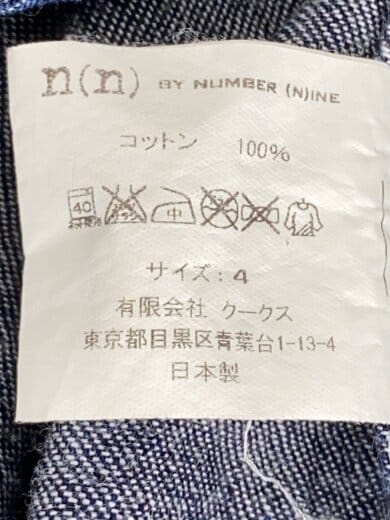 n(n) BY NUMBER (N)INE
コットン 100%
40 中
サイズ:4
有限会社 クークス
東京都目黒区青葉台1-13-4
日本製